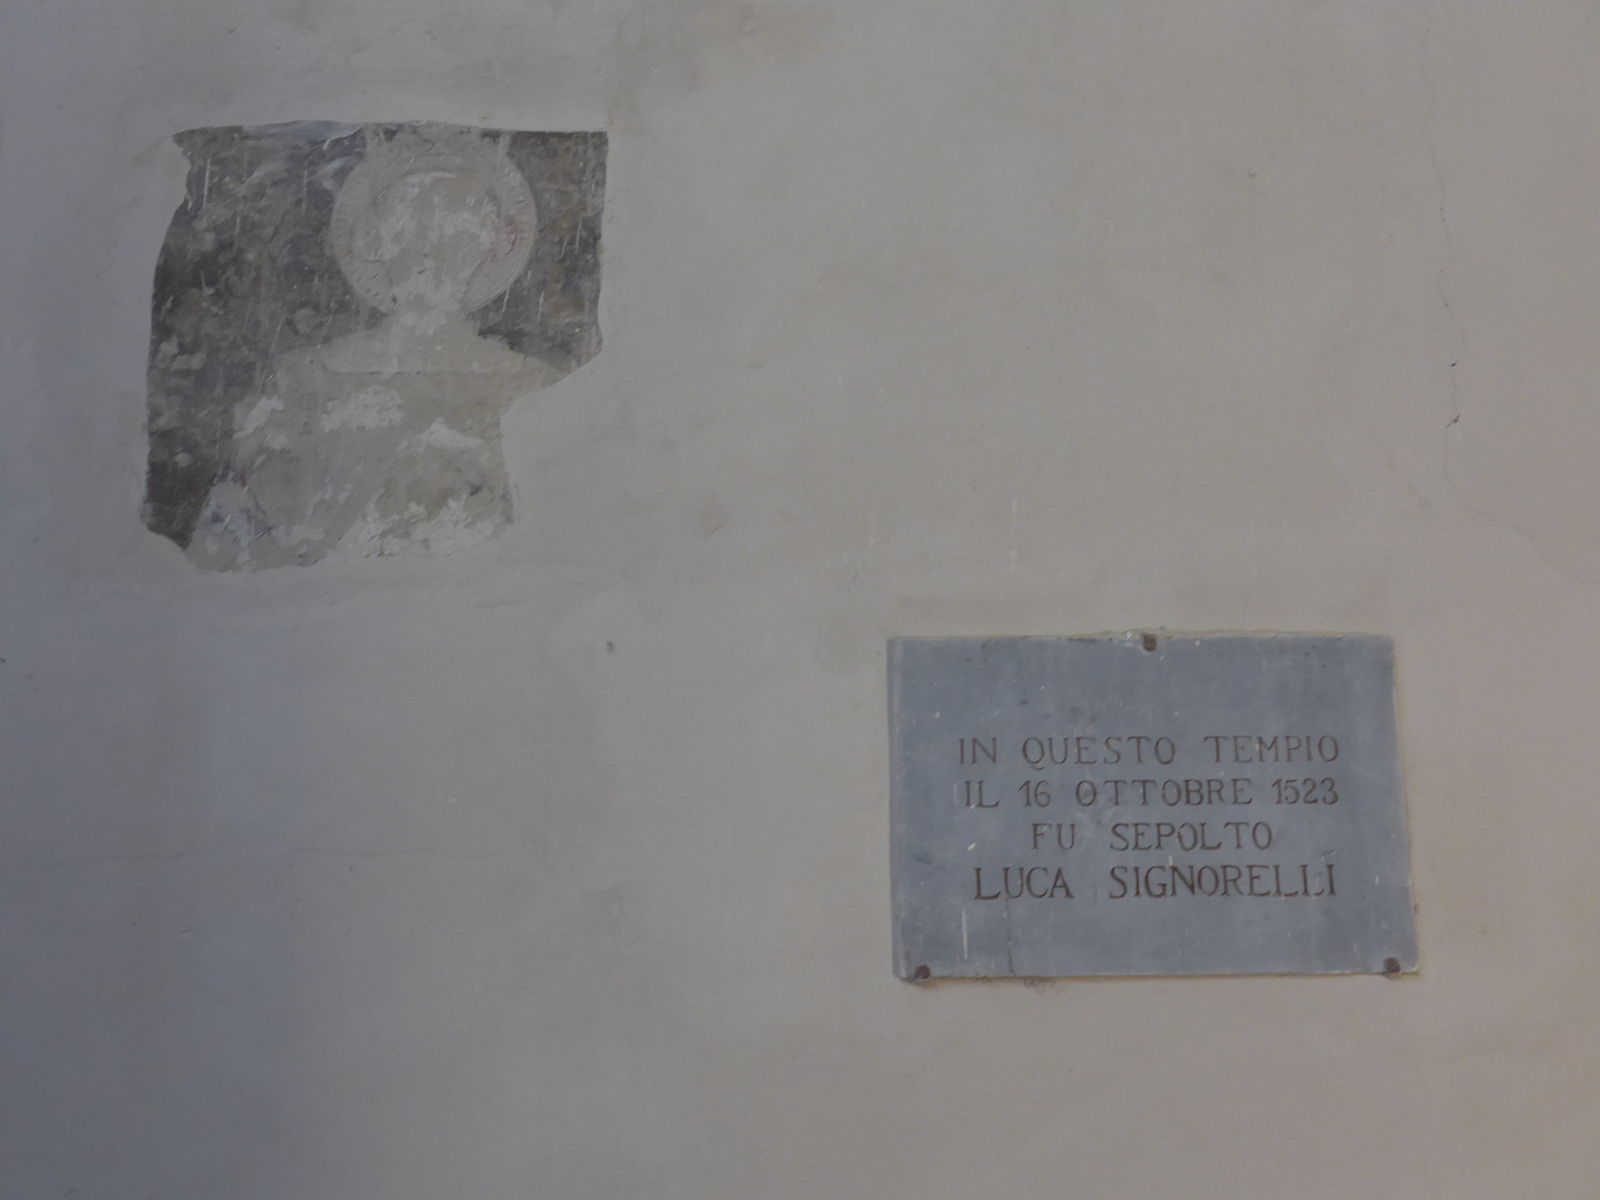 IN QUESTO TEMPIO
IL 16 OTTOBRE 1523
FU SEPOLTO
LUCA SIGNORELLI